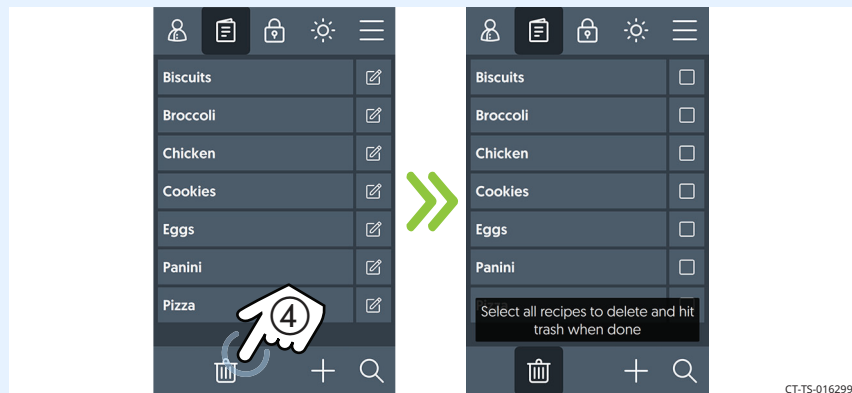 Biscuits
Broccoli
Chicken
Cookies
Eggs
Panini
Pizza
④
Biscuits
Broccoli
Chicken
Cookies
Eggs
Panini
Select all recipes to delete and hit
trash when done
CT-TS-016299